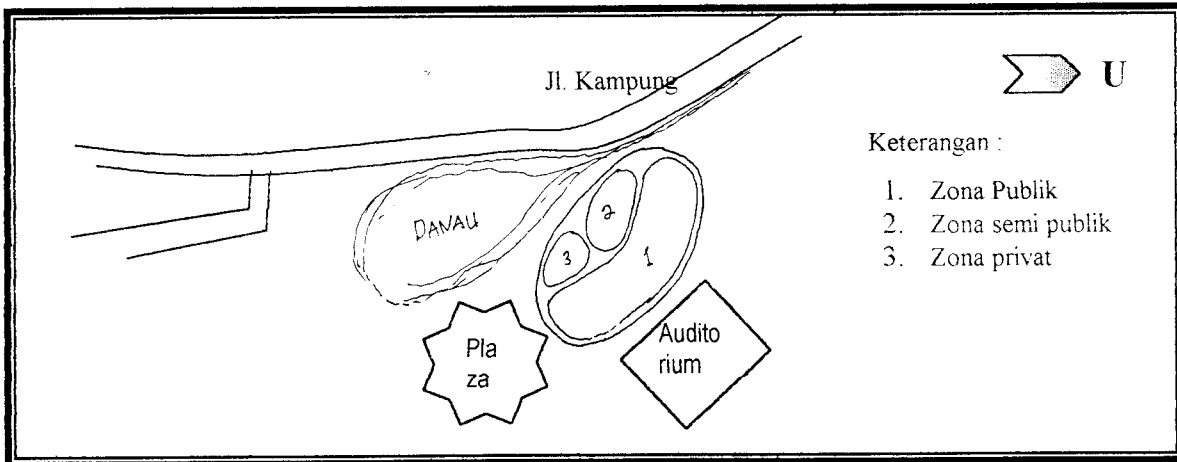 Jl. Kampung
U
Keterangan :
1. Zona Publik
2. Zona semi publik
3. Zona privat
DANAU
2
3
1
Pla
za
Audito
rium